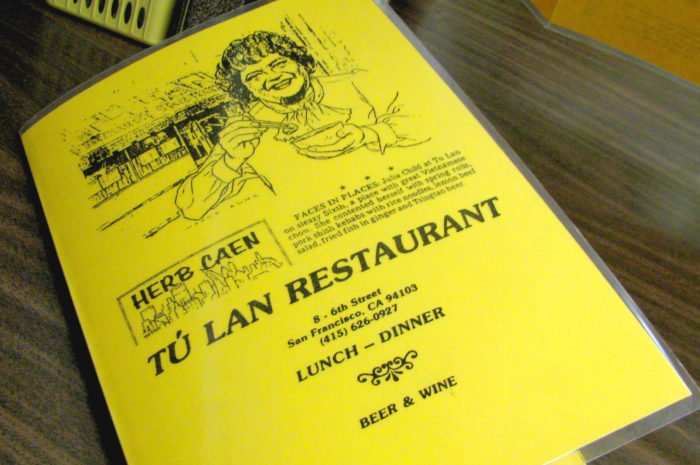 ★ ★ ★
FACES IN PLACES: Julia Child at Tu Lan
on sleazy Sixth, a place with great Vietnamese
chow. She contented herself with spring rolls,
pork shish kebabs with rice noodles, lemon beef
salad, fried fish in ginger and Tsingtao beer.
HERB CAEN
TÚ LAN RESTAURANT
8 - 6th Street
San Francisco, CA 94103
(415) 626-0927
LUNCH – DINNER
BEER & WINE